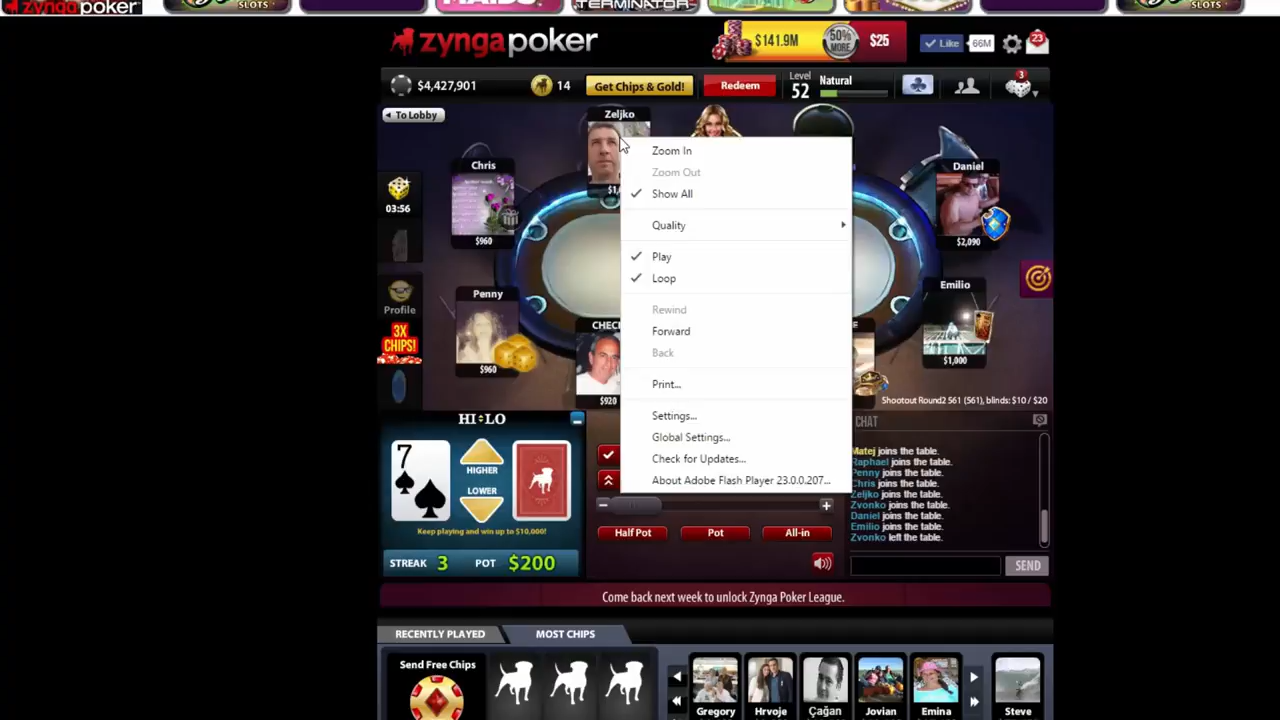 zyngapoker
SLOTS
MAIDS
TERMINATOR
SLOTS
zyngapoker
$141.9M
50%
MORE
$25
Like
66M
23
$4,427,901
14
Get Chips & Gold!
Redeem
Level
52
Natural
3
To Lobby
Zeljko
Chris
Daniel
03:56
$960
$2,090
Profile
Penny
Emilio
3X
CHIPS!
$960
CHECK
$920
$1,000
Shootout Round2 561 (561), blinds: $10 / $20
Zoom In
Zoom Out
Show All
Quality
Play
Loop
Rewind
Forward
Back
Print...
Settings...
Global Settings...
Check for Updates...
About Adobe Flash Player 23.0.0.207...
HI LO
7
HIGHER
LOWER
Keep playing and win up to $10,000!
STREAK 3 POT $200
Half Pot
Pot
All-in
CHAT
Matej joins the table.
Raphael joins the table.
Penny joins the table.
Chris joins the table.
Zeljko joins the table.
Zvonko joins the table.
Daniel joins the table.
Emilio joins the table.
Zvonko left the table.
SEND
Come back next week to unlock Zynga Poker League.
RECENTLY PLAYED
MOST CHIPS
Send Free Chips
Gregory
Hrvoje
Çağan
Jovian
Emina
Steve